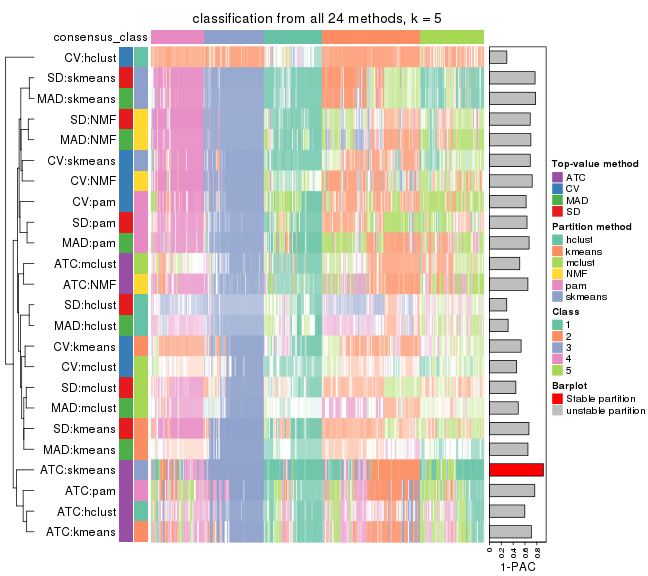 classification from all 24 methods, k = 5
consensus_class
CV:hclust
SD:skmeans
MAD:skmeans
SD:NMF
MAD:NMF
CV:skmeans
CV:NMF
CV:pam
SD:pam
MAD:pam
ATC:mclust
ATC:NMF
SD:hclust
MAD:hclust
CV:kmeans
CV:mclust
SD:mclust
MAD:mclust
SD:kmeans
MAD:kmeans
ATC:skmeans
ATC:pam
ATC:hclust
ATC:kmeans
0
0.2
0.4
0.6
0.8
1-PAC
Top-value method
ATC
CV
MAD
SD
Partition method
hclust
kmeans
mclust
NMF
pam
skmeans
Class
1
2
3
4
5
Barplot
Stable partition
unstable partition